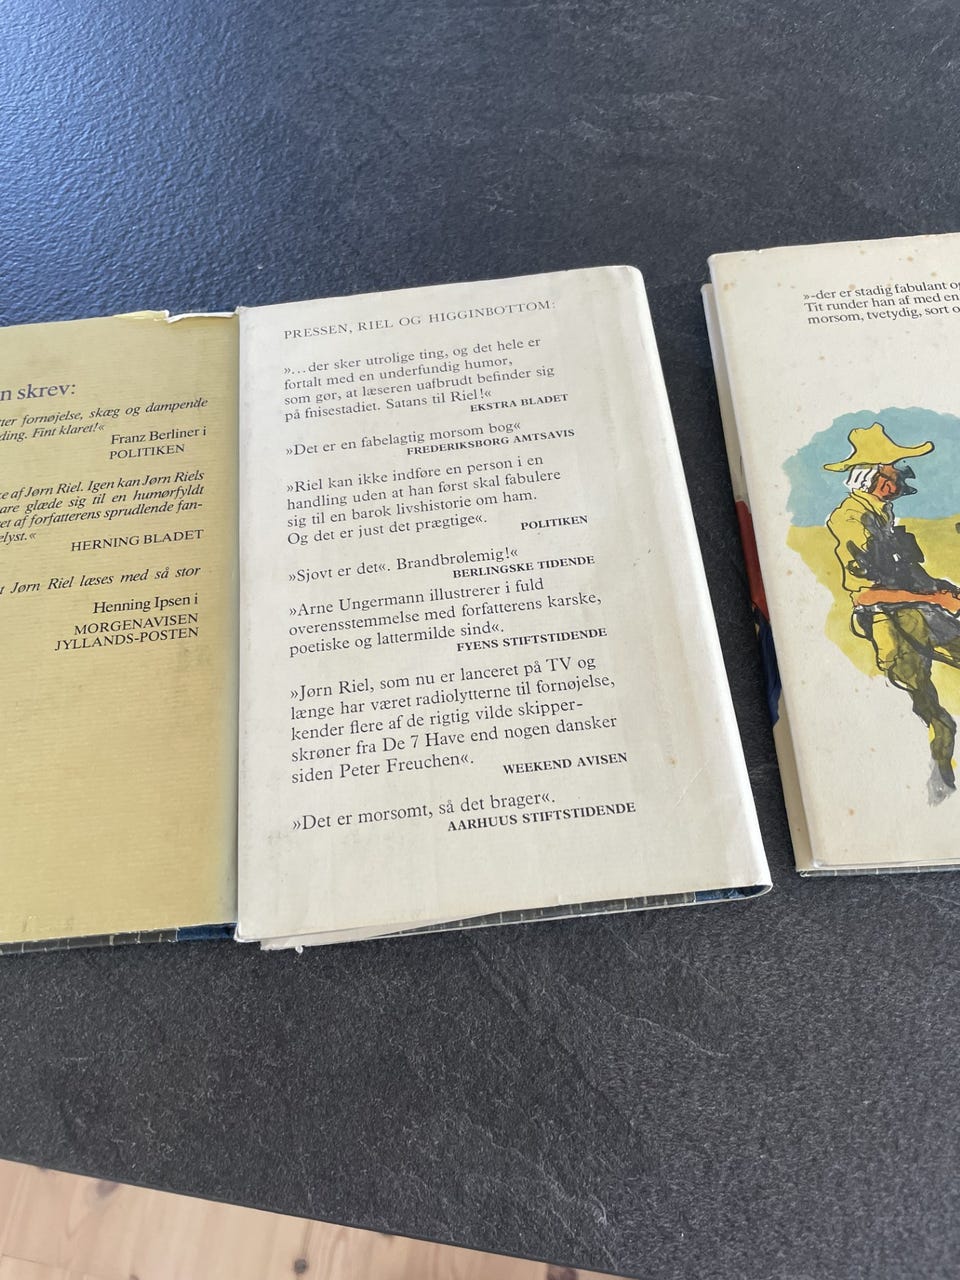 n skrev:
tter fornøjelse, skæg og dampende
ding. Fint klaret!«
Franz Berliner i
POLITIKEN
e af Jørn Riel. Igen kan Jørn Riels
are glæde sig til en humørfyldt
et af forfatterens sprudlende fan-
elyst.«
HERNING BLADET
t Jørn Riel læses med så stor
Henning Ipsen i
MORGENAVISEN
JYLLANDS-POSTEN
PRESSEN, RIEL OG HIGGINBOTTOM:
»...der sker utrolige ting, og det hele er
fortalt med en underfundig humor,
som gør, at læseren uafbrudt befinder sig
på fnisestadiet. Satans til Riel!«
EKSTRA BLADET
»Det er en fabelagtig morsom bog«
FREDERIKSBORG AMTSAVIS
»Riel kan ikke indføre en person i en
handling uden at han først skal fabulere
sig til en barok livshistorie om ham.
Og det er just det prægtige«.
POLITIKEN
»Sjovt er det«. Brandbrølemig!«
BERLINGSKE TIDENDE
»Arne Ungermann illustrerer i fuld
overensstemmelse med forfatterens karske,
poetiske og lattermilde sind«.
FYENS STIFTSTIDENDE
»Jørn Riel, som nu er lanceret på TV og
længe har været radiolytterne til fornøjelse,
kender flere af de rigtig vilde skipper-
skrøner fra De 7 Have end nogen dansker
siden Peter Freuchen«.
WEEKEND AVISEN
»Det er morsomt, så det brager«.
AARHUUS STIFTSTIDENDE
»-der er stadig fabulant og
Tit runder han af med en
morsom, tvetydig, sort o